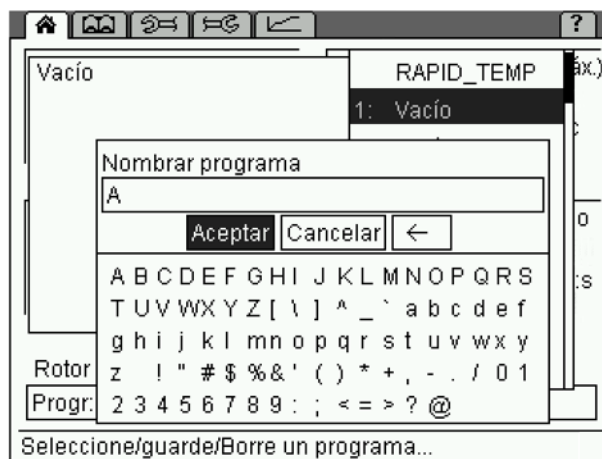 ?
Vacío
RAPID_TEMP
áx.)
1: Vacío
Nombrar programa
A
Aceptar Cancelar ←
A B C D E F G H I J K L M N O P Q R S
T U V W X Y Z [ \ ] ^ _ ` a b c d e f
g h i j k l m n o p q r s t u v w x y
z ! " # $ % & ' ( ) * + , - . / 0 1
2 3 4 5 6 7 8 9 : ; < = > ? @
Rotor
Progr:
Seleccione/guarde/Borre un programa...